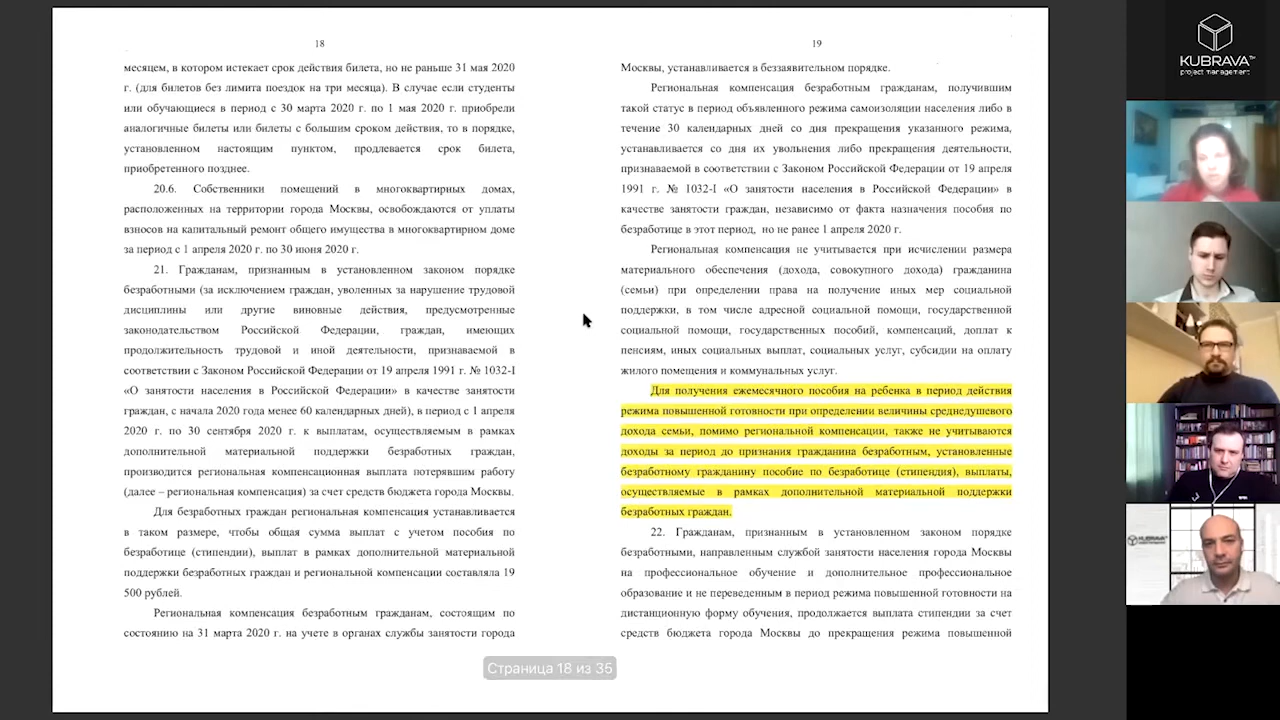 18
месяцем, в котором истекает срок действия билета, но не раньше 31 мая 2020
г. (для билетов без лимита поездок на три месяца). В случае если студенты
или обучающиеся в период с 30 марта 2020 г. по 1 мая 2020 г. приобрели
аналогичные билеты или билеты с большим сроком действия, то в порядке,
установленном настоящим пунктом, продлевается срок билета,
приобретенного позднее.
20.6. Собственники помещений в многоквартирных домах,
расположенных на территории города Москвы, освобождаются от уплаты
взносов на капитальный ремонт общего имущества в многоквартирном доме
за период с 1 апреля 2020 г. по 30 июня 2020 г.
21. Гражданам, признанным в установленном законом порядке
безработными (за исключением граждан, уволенных за нарушение трудовой
дисциплины или другие виновные действия, предусмотренные
законодательством Российской Федерации, граждан, имеющих
продолжительность трудовой и иной деятельности, признаваемой в
соответствии с Законом Российской Федерации от 19 апреля 1991 г. № 1032-I
«О занятости населения в Российской Федерации» в качестве занятости
граждан, с начала 2020 года менее 60 календарных дней), в период с 1 апреля
2020 г. по 30 сентября 2020 г. к выплатам, осуществляемым в рамках
дополнительной материальной поддержки безработных граждан,
производится региональная компенсационная выплата потерявшим работу
(далее – региональная компенсация) за счет средств бюджета города Москвы.
Для безработных граждан региональная компенсация устанавливается
в таком размере, чтобы общая сумма выплат с учетом пособия по
безработице (стипендии), выплат в рамках дополнительной материальной
поддержки безработных граждан и региональной компенсации составляла 19
500 рублей.
Региональная компенсация безработным гражданам, состоящим по
состоянию на 31 марта 2020 г. на учете в органах службы занятости города
19
Москвы, устанавливается в беззаявительном порядке.
Региональная компенсация безработным гражданам, получившим
такой статус в период объявленного режима самоизоляции населения либо в
течение 30 календарных дней со дня прекращения указанного режима,
устанавливается со дня их увольнения либо прекращения деятельности,
признаваемой в соответствии с Законом Российской Федерации от 19 апреля
1991 г. № 1032-I «О занятости населения в Российской Федерации» в
качестве занятости граждан, независимо от факта назначения пособия по
безработице в этот период, но не ранее 1 апреля 2020 г.
Региональная компенсация не учитывается при исчислении размера
материального обеспечения (дохода, совокупного дохода) гражданина
(семьи) при определении права на получение иных мер социальной
поддержки, в том числе адресной социальной помощи, государственной
социальной помощи, государственных пособий, компенсаций, доплат к
пенсиям, иных социальных выплат, социальных услуг, субсидии на оплату
жилого помещения и коммунальных услуг.
Для получения ежемесячного пособия на ребенка в период действия
режима повышенной готовности при определении величины среднедушевого
дохода семьи, помимо региональной компенсации, также не учитываются
доходы за период до признания гражданина безработным, установленные
безработному гражданину пособие по безработице (стипендия), выплаты,
осуществляемые в рамках дополнительной материальной поддержки
безработных граждан.
22. Гражданам, признанным в установленном законом порядке
безработными, направленным службой занятости населения города Москвы
на профессиональное обучение и дополнительное профессиональное
образование и не переведенным в период режима повышенной готовности на
дистанционную форму обучения, продолжается выплата стипендии за счет
средств бюджета города Москвы до прекращения режима повышенной
Страница 18 из 35
KUBRAVA™
project management
KUBRAVA